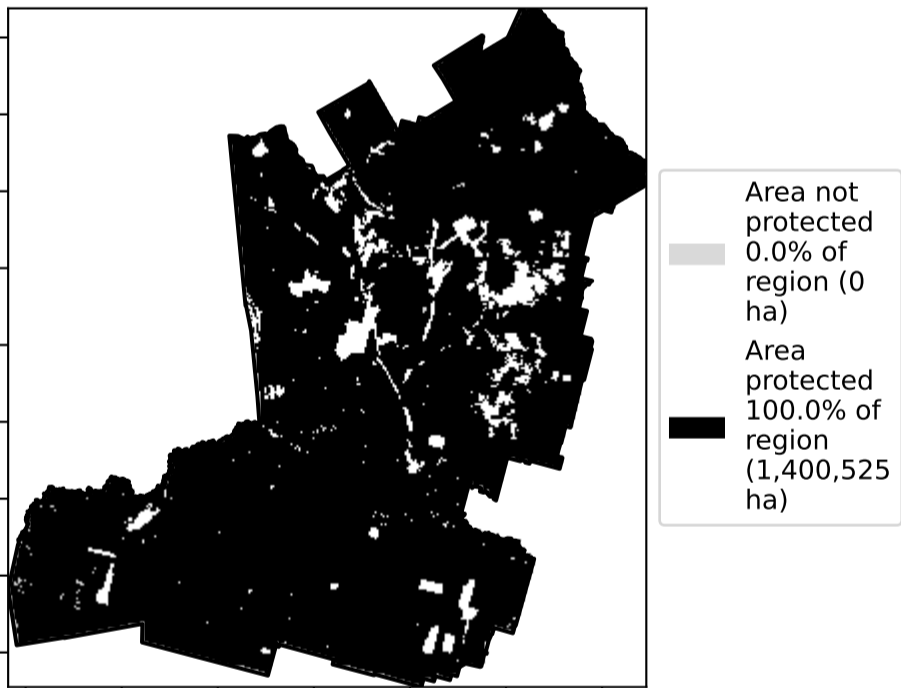 Area not
protected
0.0% of
region (0
ha)
Area
protected
100.0% of
region
(1,400,525
ha)